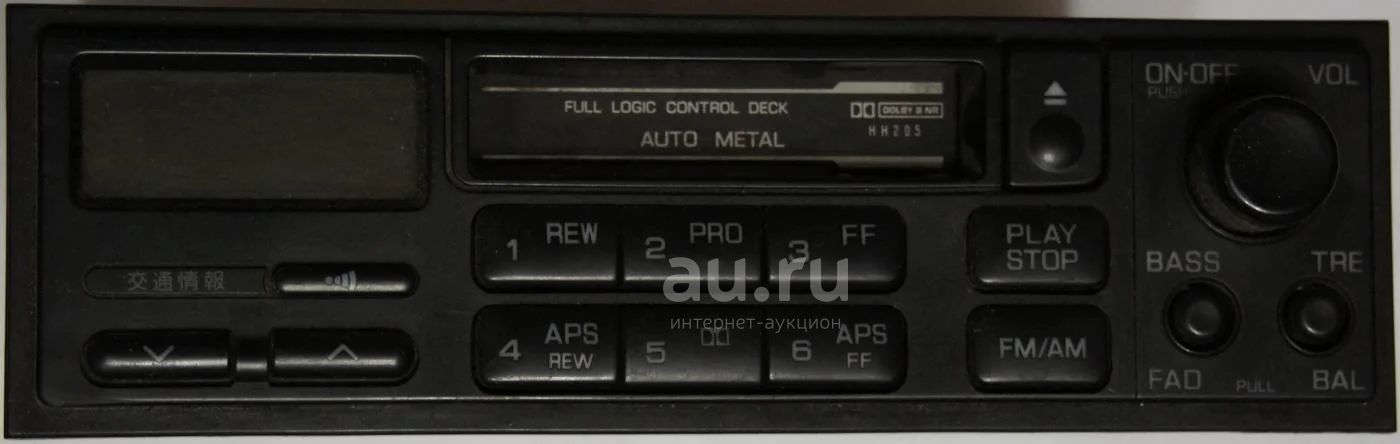 FULL LOGIC CONTROL DECK
DOLBY B NR
HH205
AUTO METAL
ON·OFF
VOL
PUSH
1 REW
2 PRO
3 FF
PLAY
STOP
BASS
TRE
交通情報
4 APS
REW
5
6 APS
FF
FM/AM
FAD
PULL
BAL
au.ru
интернет-аукцион